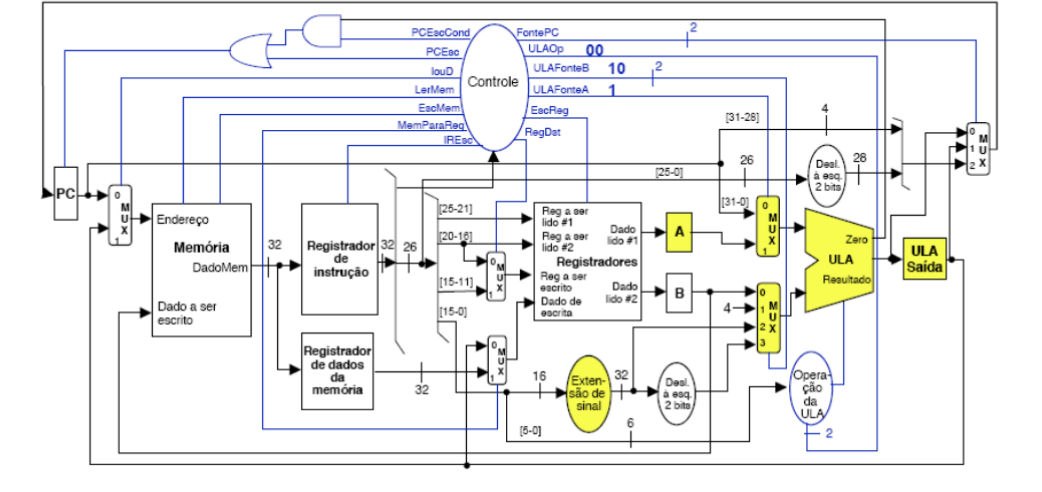 PCEscCond
PCEsc
IouD
LerMem
EscMem
MemParaReg
IREsc
Controle
FontePC
2
ULAOp
00
ULAFonteB
10
2
ULAFonteA
1
EscReg
RegDst
[31-28]
4
26
[25-0]
Desl.
à esq.
2 bits
28
0
1
2
M
U
X
PC
0
M
U
X
1
Endereço
Memória
DadoMem
Dado a ser
escrito
32
Registrador
de
instrução
32
26
Registrador
de dados
da
memória
32
[25-21]
[20-16]
[15-11]
[15-0]
0
M
U
X
1
0
M
U
X
1
Reg a ser
lido #1
Reg a ser
lido #2
Registradores
Reg a ser
escrito
Dado de
escrita
Dado
lido #1
Dado
lido #2
A
B
[31-0]
0
M
U
X
1
4
0
1
2
3
M
U
X
Zero
ULA
Resultado
ULA
Saída
16
Exten-
são de
sinal
32
Desl.
à esq.
2 bits
Opera-
ção
da
ULA
[5-0]
6
2